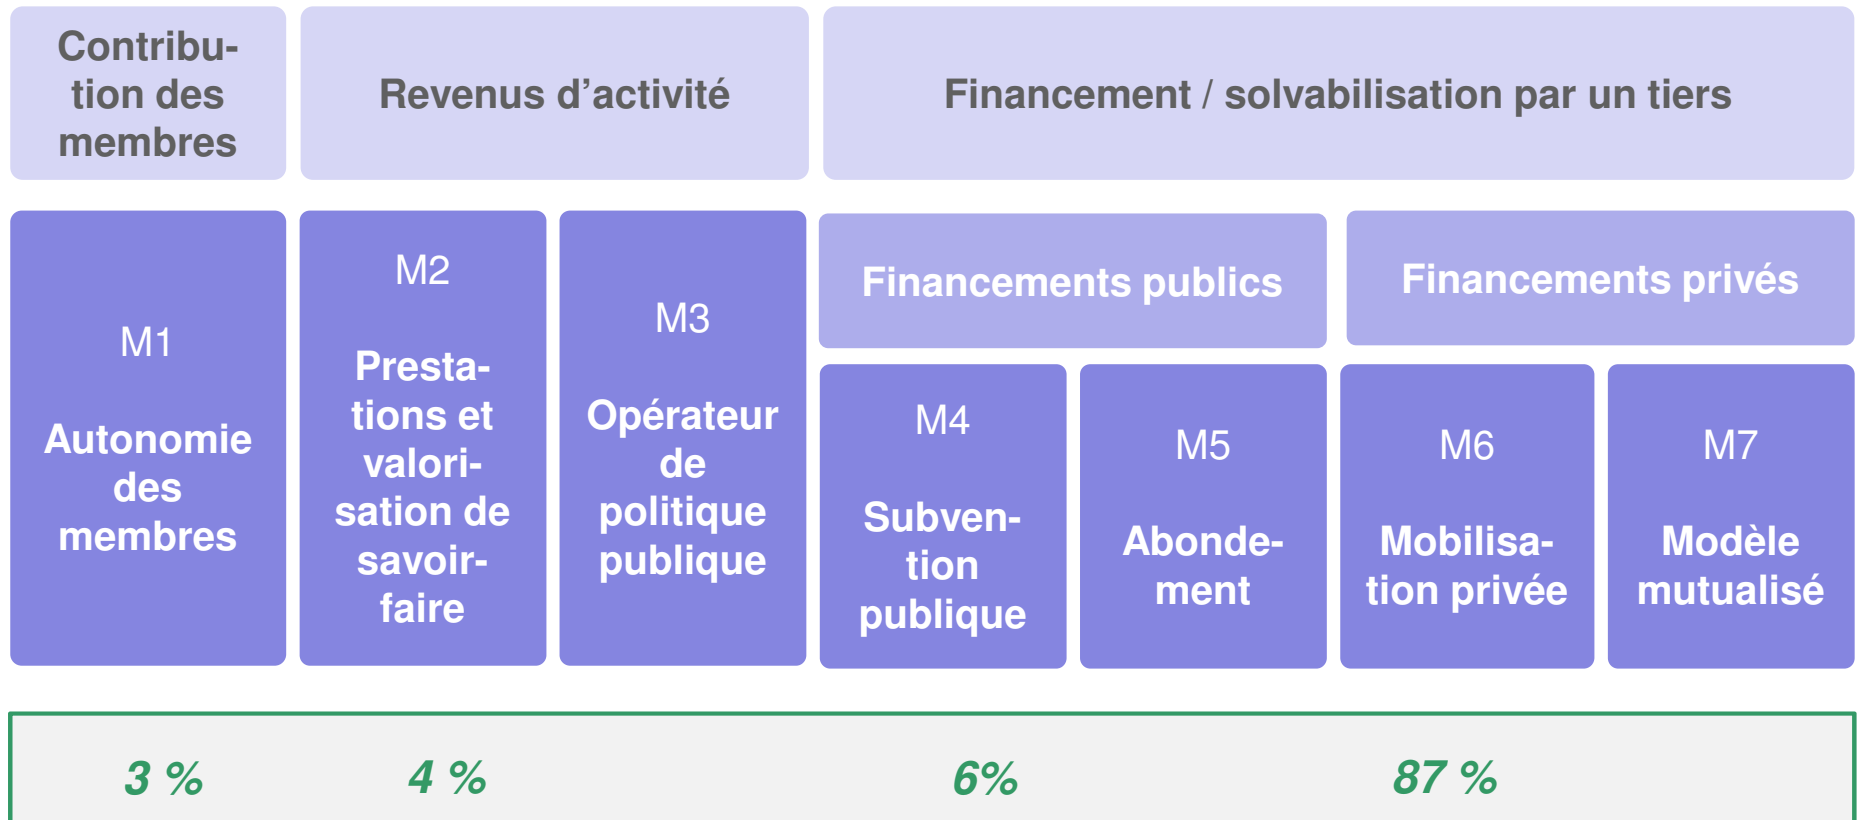 Contribu-
tion des
membres
Revenus d’activité
Financement / solvabilisation par un tiers
M1
Autonomie
des
membres
M2
Presta-
tions et
valori-
sation de
savoir-
faire
M3
Opérateur
de
politique
publique
Financements publics
Financements privés
M4
Subven-
tion
publique
M5
Abonde-
ment
M6
Mobilisa-
tion privée
M7
Modèle
mutualisé
3 %
4 %
6%
87 %